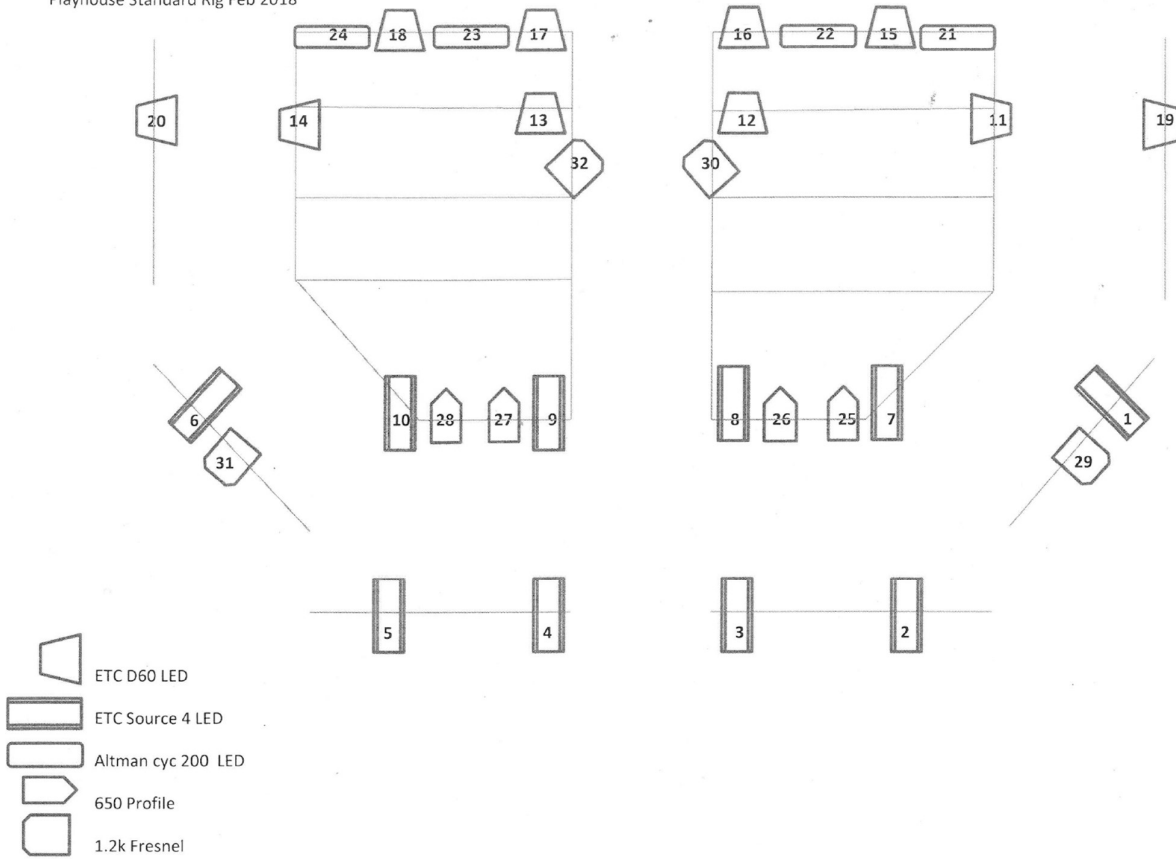 Playhouse Standard Rig Feb 2018
24 18 23 17 16 22 15 21
20 14 13 12 11 19
32 30
10 28 27 9 8 26 25 7
6 1
31 29
5 4 3 2
ETC D60 LED
ETC Source 4 LED
Altman cyc 200 LED
650 Profile
1.2k Fresnel